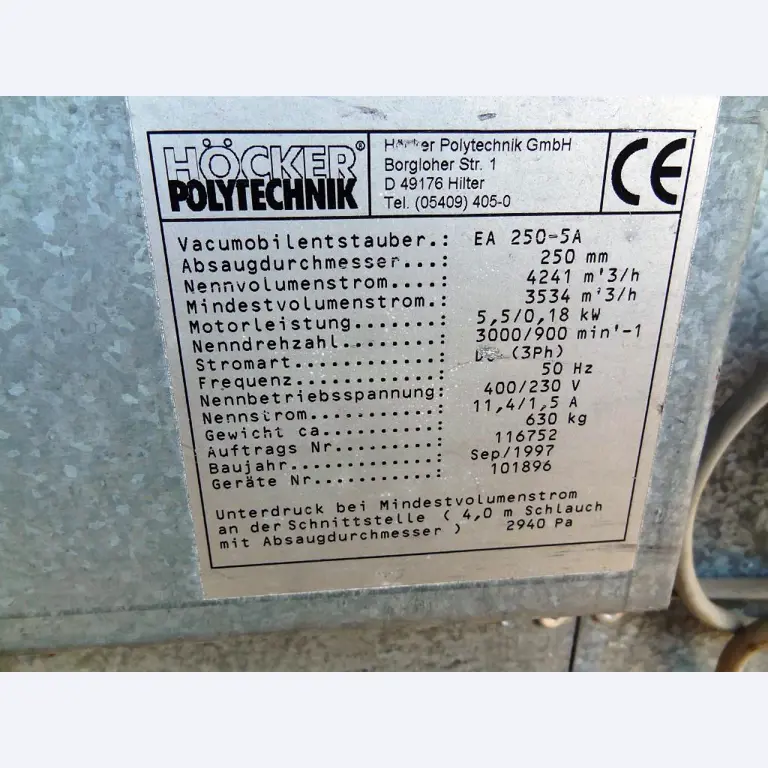 HÖCKER®
POLYTECHNIK
Polytechnik GmbH
Borgloher Str. 1
D 49176 Hilter
Tel. (05409) 405-0
CE
Vacumobilentstauber.: EA 250-5A
Absaugdurchmesser...: 250 mm
Nennvolumenstrom....: 4241 m'3/h
Mindestvolumenstrom.: 3534 m'3/h
Motorleistung.......: 5,5/0,18 kW
Nenndrehzahl........: 3000/900 min'-1
Stromart............: (3Ph)
Frequenz............: 50 Hz
Nennbetriebsspannung: 400/230 V
Nennstrom...........: 11,4/1,5 A
Gewicht ca..........: 630 kg
Auftrags Nr.........: 116752
Baujahr.............: Sep/1997
Geräte Nr...........: 101896
Unterdruck bei Mindestvolumenstrom
an der Schnittstelle ( 4,0 m Schlauch
mit Absaugdurchmesser ) 2940 Pa